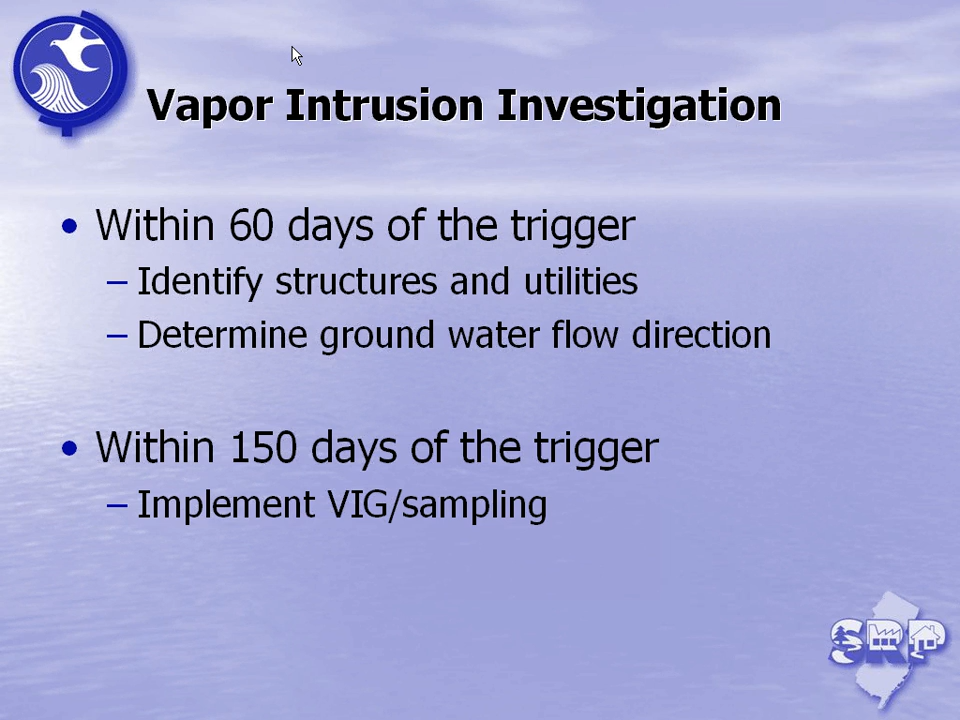 Vapor Intrusion Investigation
• Within 60 days of the trigger
– Identify structures and utilities
– Determine ground water flow direction
• Within 150 days of the trigger
– Implement VIG/sampling
SRP